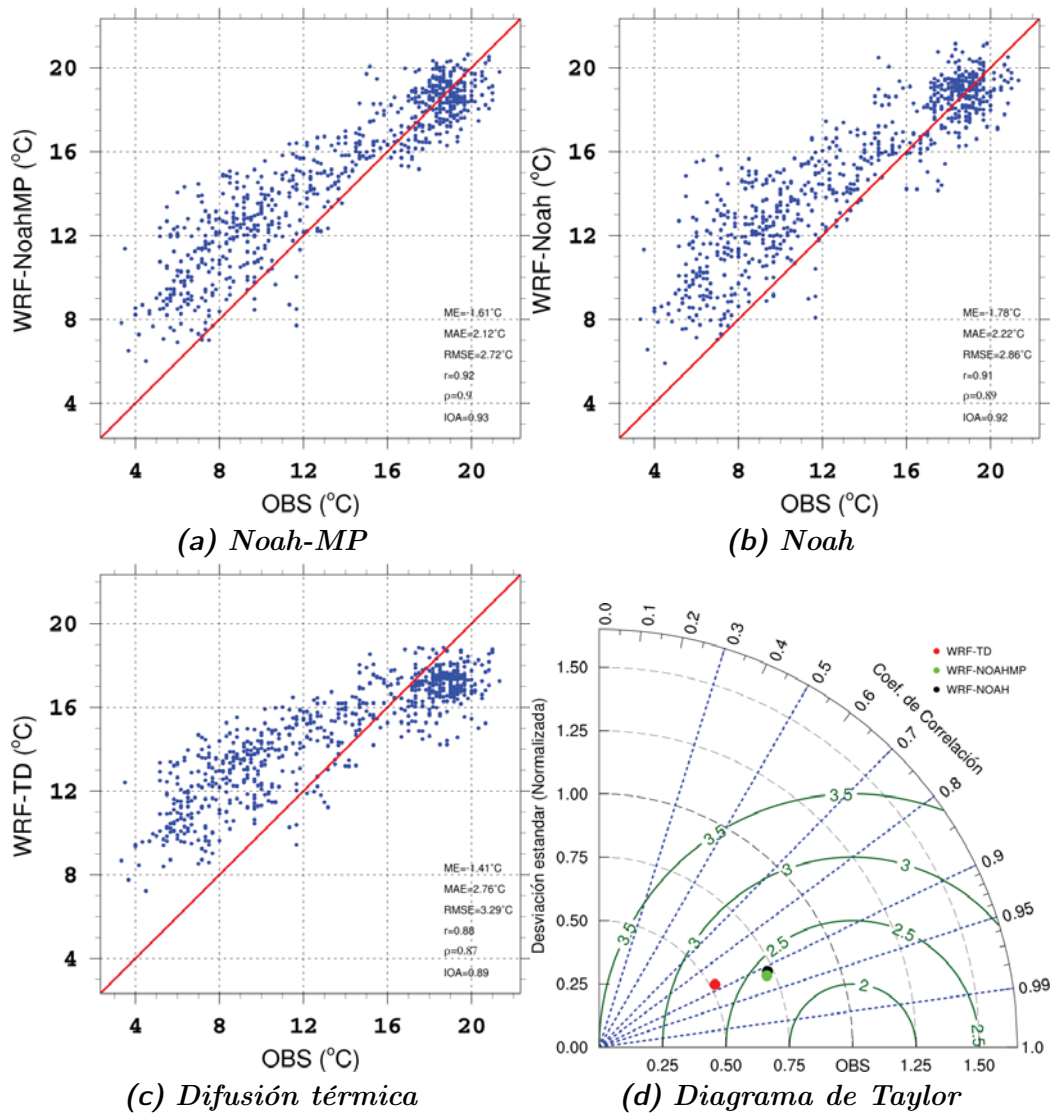 WRF-NoahMP (°C)
20
16
12
8
4
ME=-1.61°C
MAE=2.12°C
RMSE=2.72°C
r=0.92
ρ=0.9
IOA=0.93
4 8 12 16 20
OBS (°C)
(a) Noah-MP
WRF-Noah (°C)
20
16
12
8
4
ME=-1.78°C
MAE=2.22°C
RMSE=2.86°C
r=0.91
ρ=0.89
IOA=0.92
4 8 12 16 20
OBS (°C)
(b) Noah
WRF-TD (°C)
20
16
12
8
4
ME=-1.41°C
MAE=2.76°C
RMSE=3.29°C
r=0.88
ρ=0.87
IOA=0.89
4 8 12 16 20
OBS (°C)
(c) Difusión térmica
Desviación estandar (Normalizada)
1.50
1.25
1.00
0.75
0.50
0.25
0.00
0.25 0.50 0.75 OBS 1.25 1.50
0.0 0.1 0.2 0.3 0.4 0.5 0.6 0.7 0.8 0.9 0.95 0.99 1.0
Coef. de Correlación
WRF-TD
WRF-NOAHMP
WRF-NOAH
3.5
3.5
3.5
3
3
3
2.5
2.5
2.5
2
(d) Diagrama de Taylor